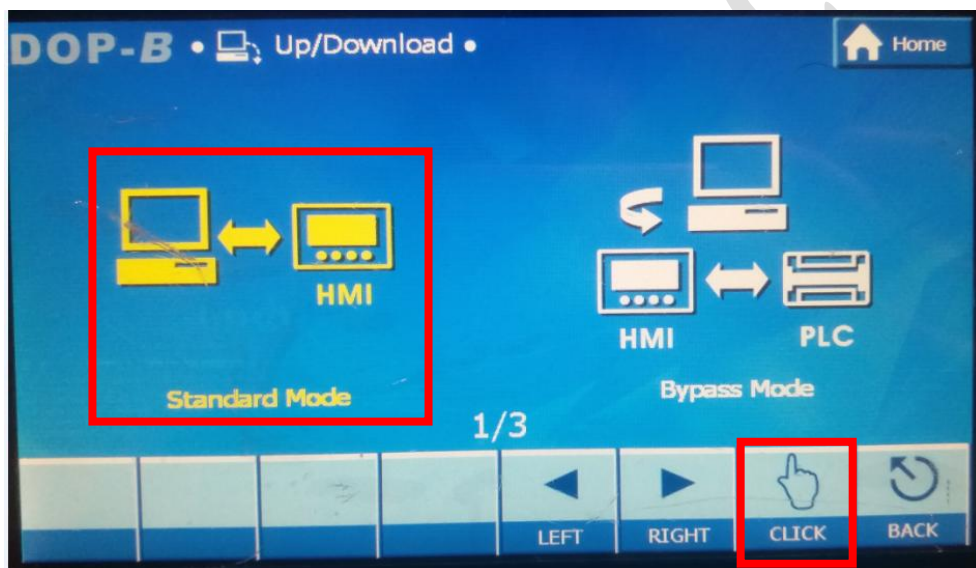 DOP-B • Up/Download •
Home
HMI
Standard Mode
HMI PLC
Bypass Mode
1/3
LEFT RIGHT CLICK BACK